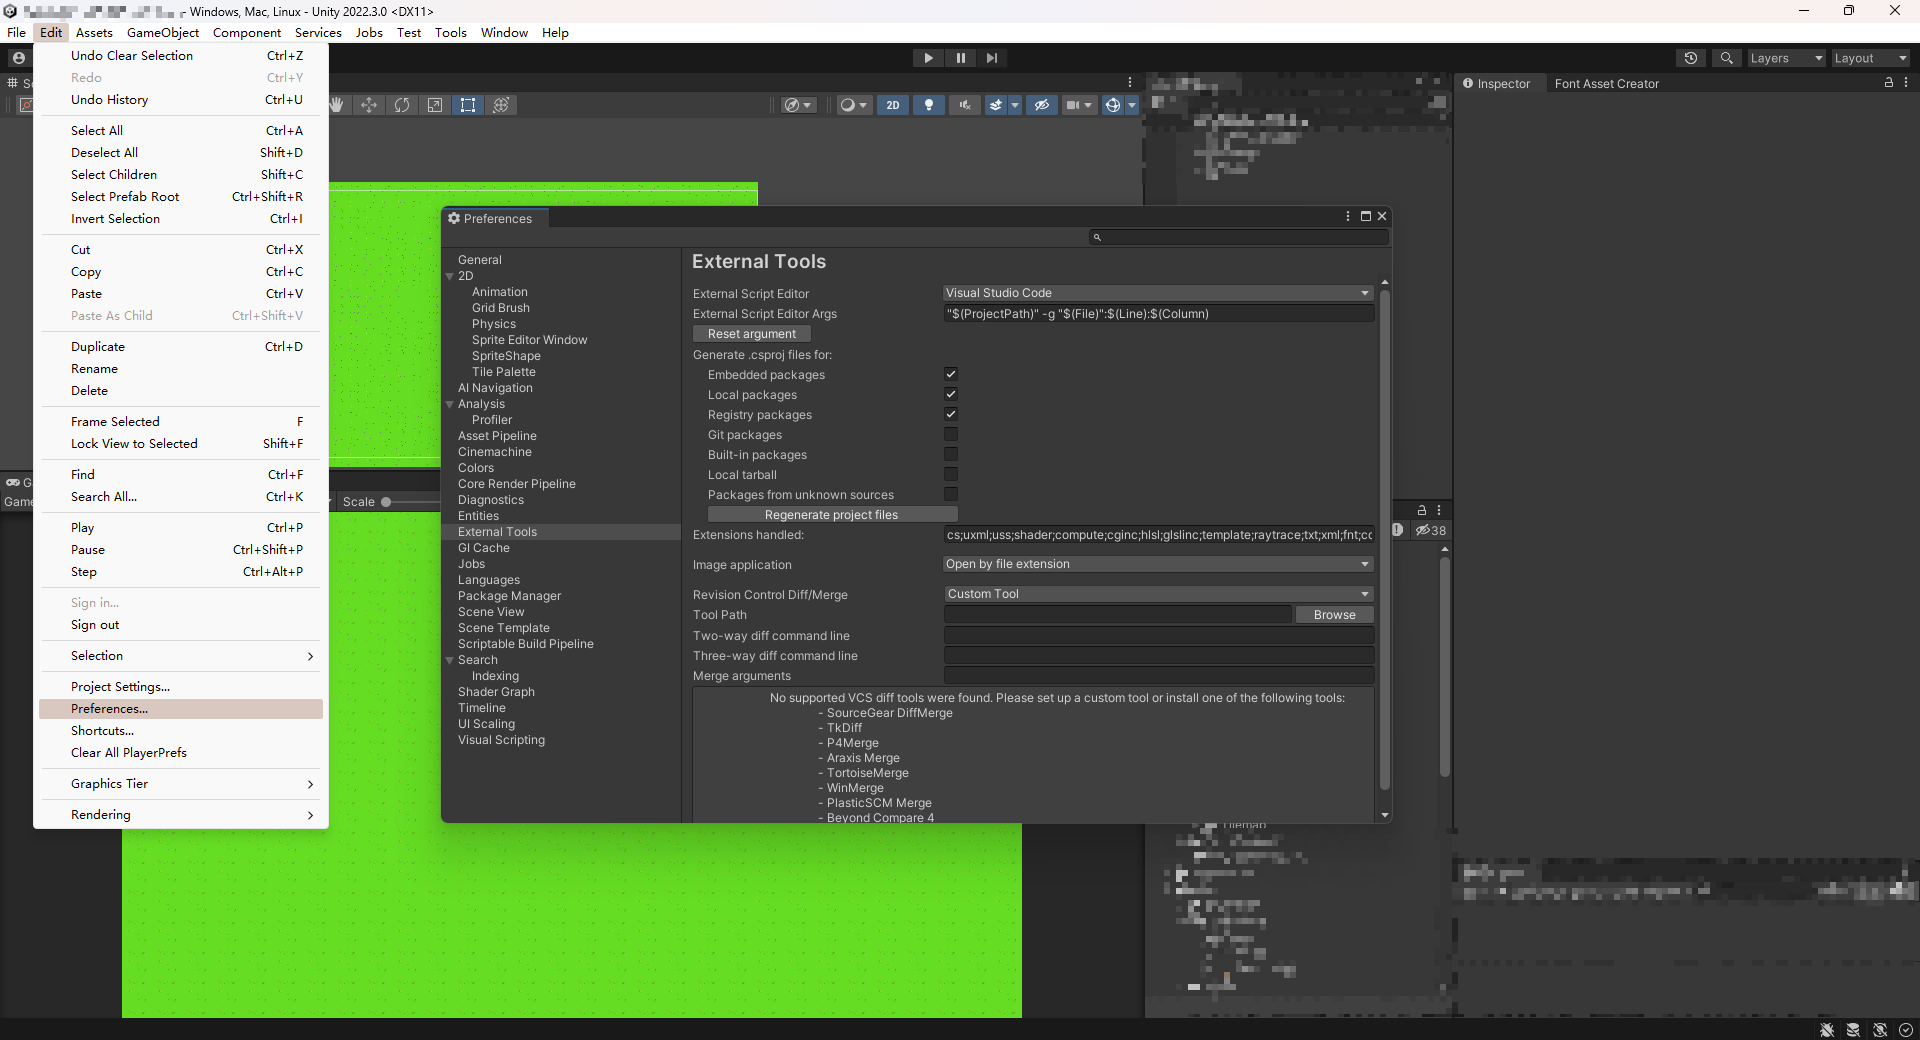 - Windows, Mac, Linux - Unity 2022.3.0 <DX11>
File Edit Assets GameObject Component Services Jobs Test Tools Window Help
Layers Layout
Undo Clear Selection Ctrl+Z
Redo Ctrl+Y
Undo History Ctrl+U
Select All Ctrl+A
Deselect All Shift+D
Select Children Shift+C
Select Prefab Root Ctrl+Shift+R
Invert Selection Ctrl+I
Cut Ctrl+X
Copy Ctrl+C
Paste Ctrl+V
Paste As Child Ctrl+Shift+V
Duplicate Ctrl+D
Rename
Delete
Frame Selected F
Lock View to Selected Shift+F
Find Ctrl+F
Search All... Ctrl+K
Play Ctrl+P
Pause Ctrl+Shift+P
Step Ctrl+Alt+P
Sign in...
Sign out
Selection
Project Settings...
Preferences...
Shortcuts...
Clear All PlayerPrefs
Graphics Tier
Rendering
2D
Inspector Font Asset Creator
Scale
38
Preferences
General
2D
Animation
Grid Brush
Physics
Sprite Editor Window
SpriteShape
Tile Palette
AI Navigation
Analysis
Profiler
Asset Pipeline
Cinemachine
Colors
Core Render Pipeline
Diagnostics
Entities
External Tools
GI Cache
Jobs
Languages
Package Manager
Scene View
Scene Template
Scriptable Build Pipeline
Search
Indexing
Shader Graph
Timeline
UI Scaling
Visual Scripting
External Tools
External Script Editor Visual Studio Code
External Script Editor Args "$(ProjectPath)" -g "$(File)":$(Line):$(Column)
Reset argument
Generate .csproj files for:
Embedded packages
Local packages
Registry packages
Git packages
Built-in packages
Local tarball
Packages from unknown sources
Regenerate project files
Extensions handled: cs;uxml;uss;shader;compute;cginc;hlsl;glslinc;template;raytrace;txt;xml;fnt;cc
Image application Open by file extension
Revision Control Diff/Merge Custom Tool
Tool Path Browse
Two-way diff command line
Three-way diff command line
Merge arguments
No supported VCS diff tools were found. Please set up a custom tool or install one of the following tools:
- SourceGear DiffMerge
- TkDiff
- P4Merge
- Araxis Merge
- TortoiseMerge
- WinMerge
- PlasticSCM Merge
- Beyond Compare 4
Tilemap